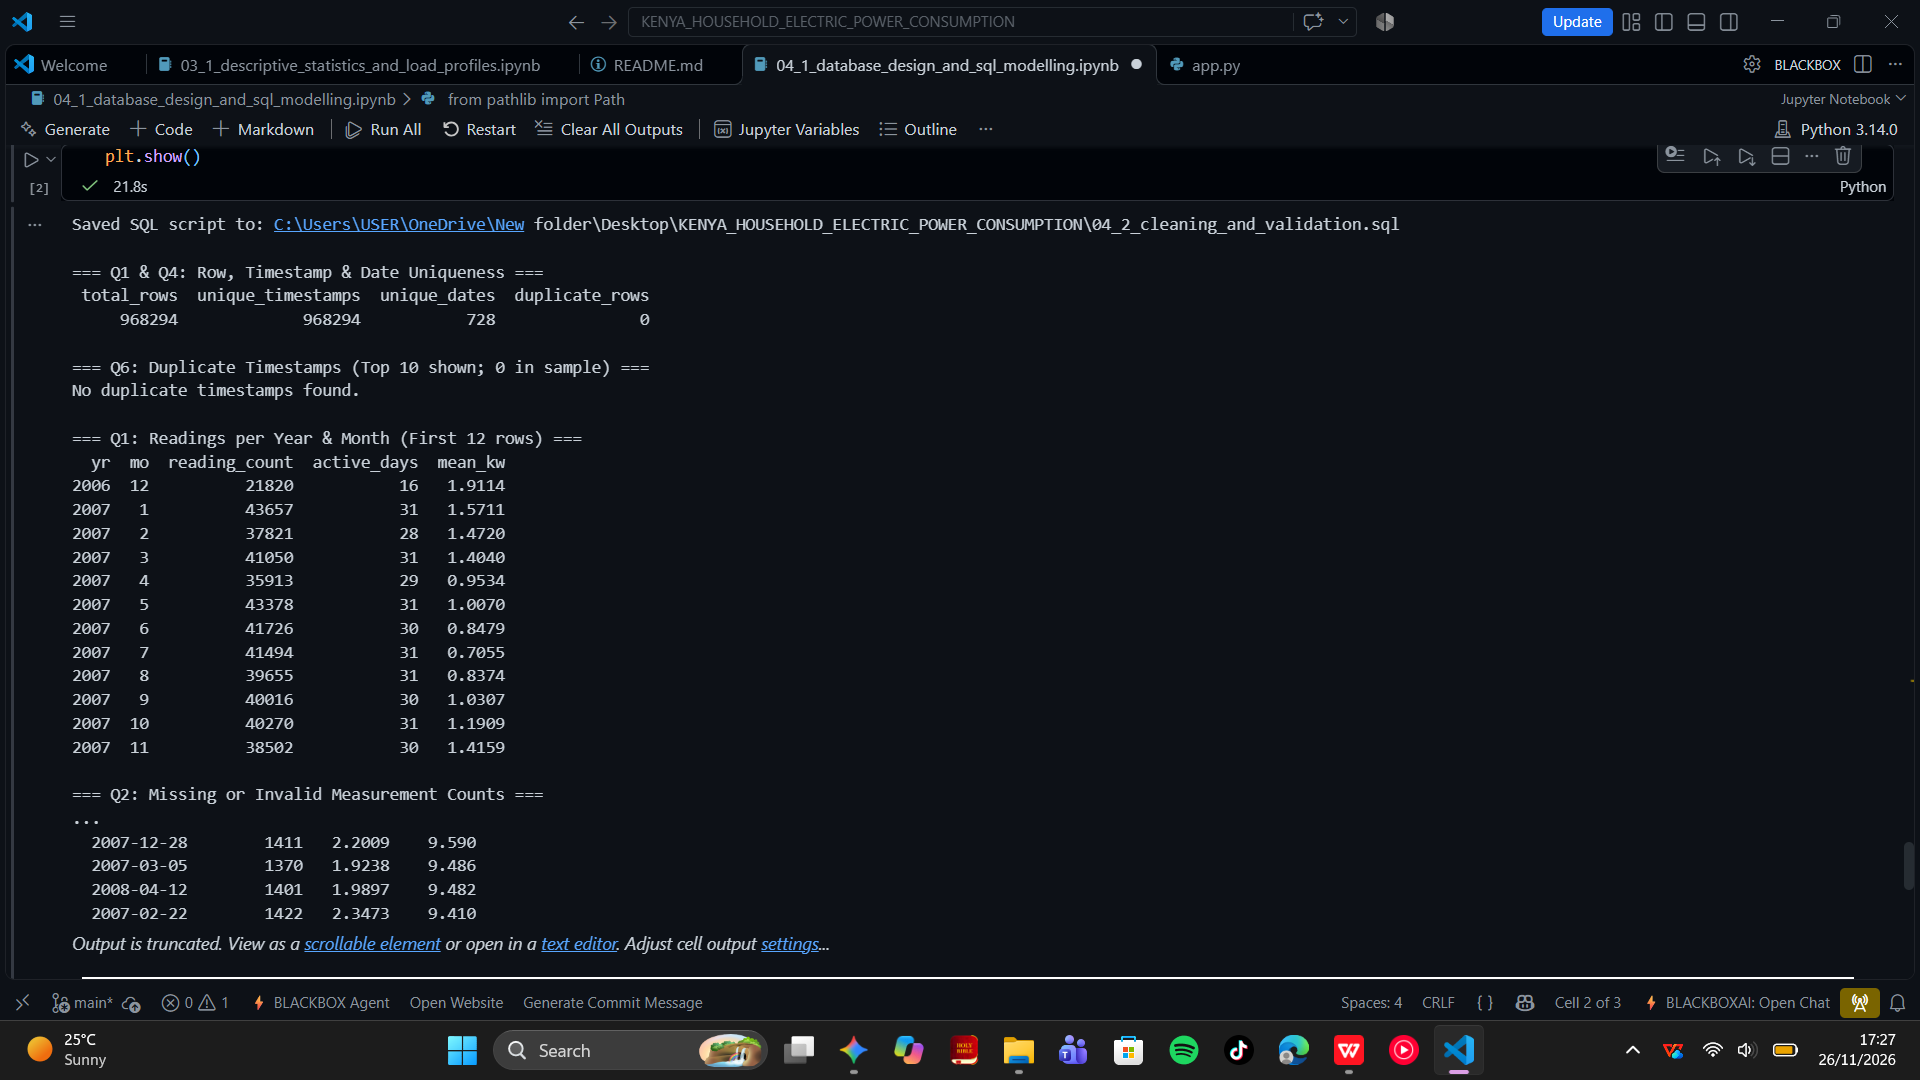 KENYA_HOUSEHOLD_ELECTRIC_POWER_CONSUMPTION
Update
Welcome
03_1_descriptive_statistics_and_load_profiles.ipynb
README.md
04_1_database_design_and_sql_modelling.ipynb
app.py
BLACKBOX
04_1_database_design_and_sql_modelling.ipynb > from pathlib import Path
Jupyter Notebook
Generate + Code + Markdown Run All Restart Clear All Outputs Jupyter Variables Outline ...
Python 3.14.0
plt.show()
[2] 21.8s
Python
Saved SQL script to: C:\Users\USER\OneDrive\New folder\Desktop\KENYA_HOUSEHOLD_ELECTRIC_POWER_CONSUMPTION\04_2_cleaning_and_validation.sql
=== Q1 & Q4: Row, Timestamp & Date Uniqueness ===
total_rows unique_timestamps unique_dates duplicate_rows
968294 968294 728 0
=== Q6: Duplicate Timestamps (Top 10 shown; 0 in sample) ===
No duplicate timestamps found.
=== Q1: Readings per Year & Month (First 12 rows) ===
yr mo reading_count active_days mean_kw
2006 12 21820 16 1.9114
2007 1 43657 31 1.5711
2007 2 37821 28 1.4720
2007 3 41050 31 1.4040
2007 4 35913 29 0.9534
2007 5 43378 31 1.0070
2007 6 41726 30 0.8479
2007 7 41494 31 0.7055
2007 8 39655 31 0.8374
2007 9 40016 30 1.0307
2007 10 40270 31 1.1909
2007 11 38502 30 1.4159
=== Q2: Missing or Invalid Measurement Counts ===
...
2007-12-28 1411 2.2009 9.590
2007-03-05 1370 1.9238 9.486
2008-04-12 1401 1.9897 9.482
2007-02-22 1422 2.3473 9.410
Output is truncated. View as a scrollable element or open in a text editor. Adjust cell output settings...
main* 0 1 BLACKBOX Agent Open Website Generate Commit Message
Spaces: 4 CRLF { } Cell 2 of 3 BLACKBOXAI: Open Chat
25°C
Sunny
Search
HOLY BIBLE
17:27
26/11/2026